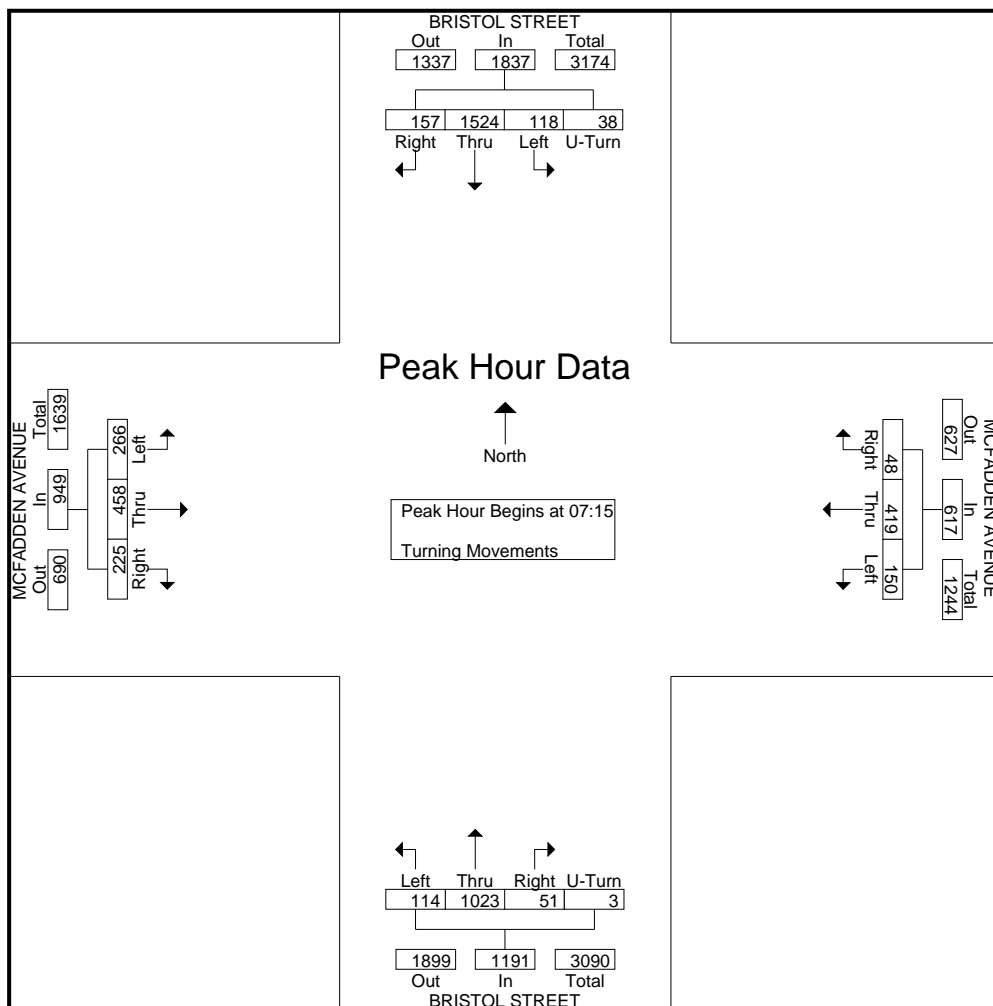 BRISTOL STREET
Out In Total
1337 1837 3174
157 1524 118 38
Right Thru Left U-Turn
Peak Hour Data
North
Peak Hour Begins at 07:15
Turning Movements
MCFADDEN AVENUE
Out In Total
690 949 1639
266 458 225
Left Thru Right
MCFADDEN AVENUE
Out In Total
627 617 1244
48 419 150
Right Thru Left
Left Thru Right U-Turn
114 1023 51 3
1899 1191 3090
Out In Total
BRISTOL STREET